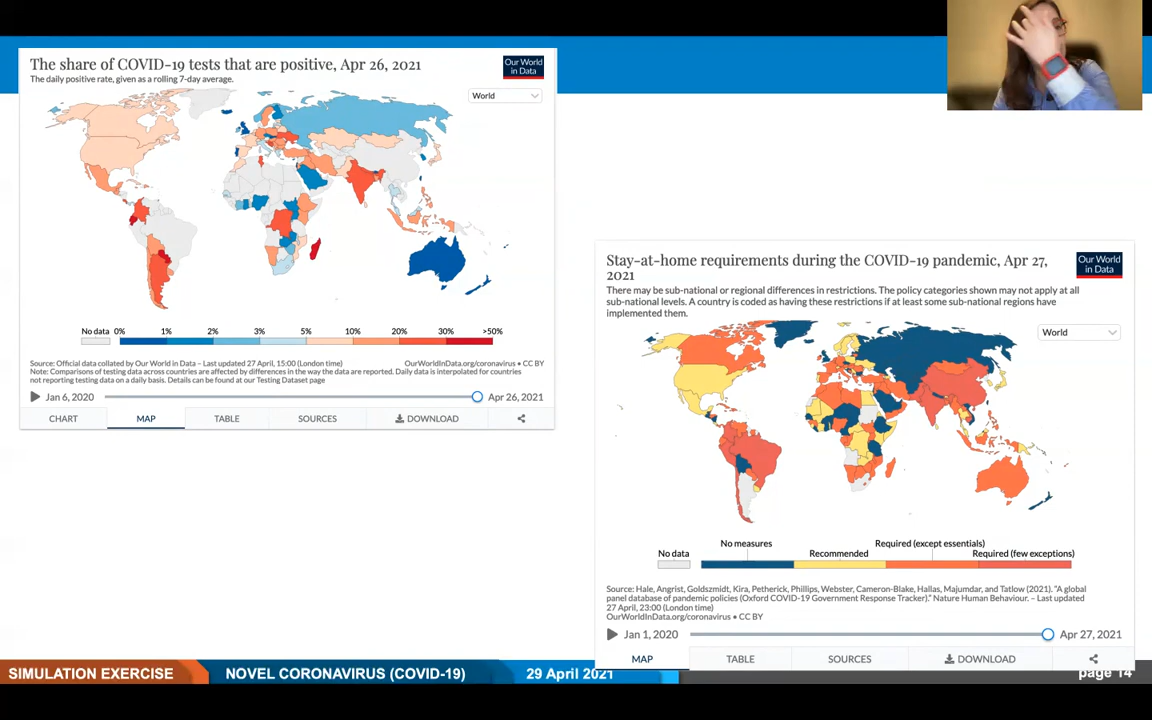 The share of COVID-19 tests that are positive, Apr 26, 2021
The daily positive rate, given as a rolling 7-day average.
Our World
in Data
World
No data 0% 1% 2% 3% 5% 10% 20% 30% >50%
Source: Official data collated by Our World in Data – Last updated 27 April, 15:00 (London time)
OurWorldInData.org/coronavirus • CC BY
Note: Comparisons of testing data across countries are affected by differences in the way the data are reported. Daily data is interpolated for countries
not reporting testing data on a daily basis. Details can be found at our Testing Dataset page
Jan 6, 2020
Apr 26, 2021
CHART MAP TABLE SOURCES DOWNLOAD
Stay-at-home requirements during the COVID-19 pandemic, Apr 27,
2021
Our World
in Data
There may be sub-national or regional differences in restrictions. The policy categories shown may not apply at all
sub-national levels. A country is coded as having these restrictions if at least some sub-national regions have
implemented them.
World
No measures
Required (except essentials)
No data
Recommended
Required (few exceptions)
Source: Hale, Angrist, Goldszmidt, Kira, Petherick, Phillips, Webster, Cameron-Blake, Hallas, Majumdar, and Tatlow (2021). "A global
panel database of pandemic policies (Oxford COVID-19 Government Response Tracker)." Nature Human Behaviour. – Last updated
27 April, 23:00 (London time)
OurWorldInData.org/coronavirus • CC BY
Jan 1, 2020
Apr 27, 2021
MAP TABLE SOURCES DOWNLOAD
SIMULATION EXERCISE
NOVEL CORONAVIRUS (COVID-19)
29 April 2021
page 14